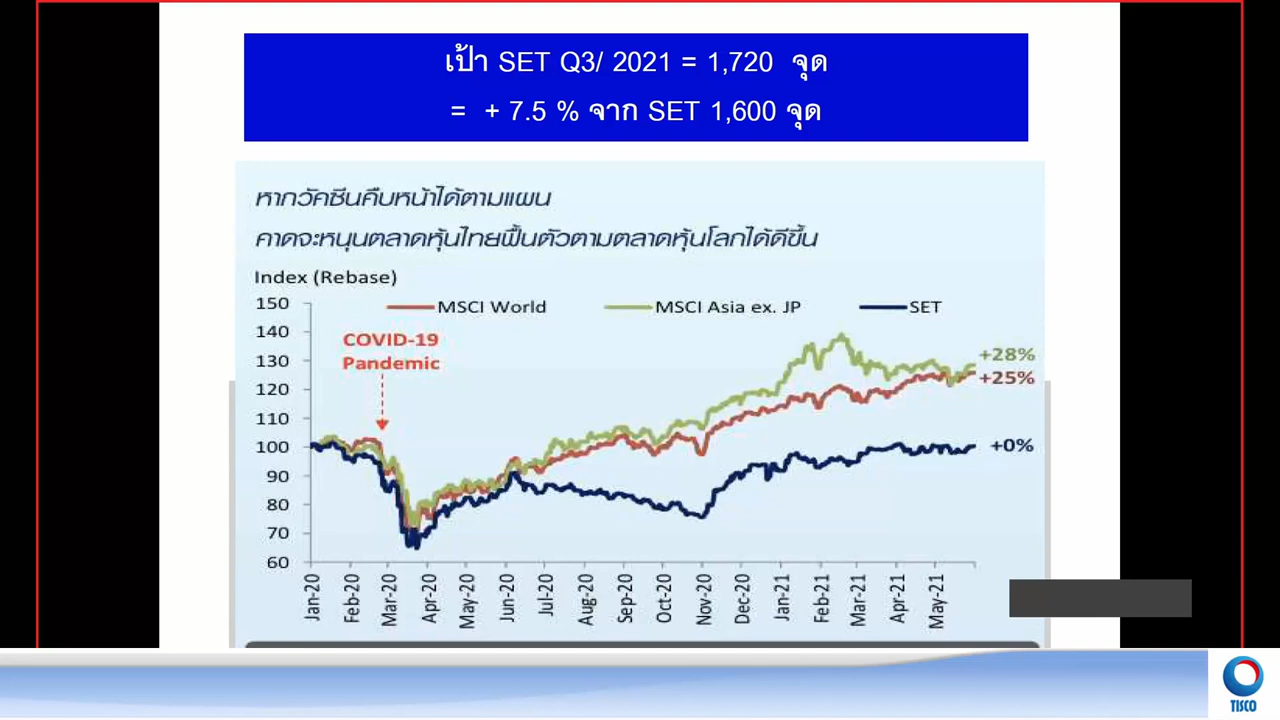 เป้า SET Q3/ 2021 = 1,720 จุด
= + 7.5 % จาก SET 1,600 จุด
หากวัคซีนคืบหน้าได้ตามแผน
คาดจะหนุนตลาดหุ้นไทยฟื้นตัวตามตลาดหุ้นโลกได้ดีขึ้น
Index (Rebase)
MSCI World MSCI Asia ex. JP SET
COVID-19
Pandemic
150
140
130
120
110
100
90
80
70
60
+28%
+25%
+0%
Jan-20 Feb-20 Mar-20 Apr-20 May-20 Jun-20 Jul-20 Aug-20 Sep-20 Oct-20 Nov-20 Dec-20 Jan-21 Feb-21 Mar-21 Apr-21 May-21
TISCO